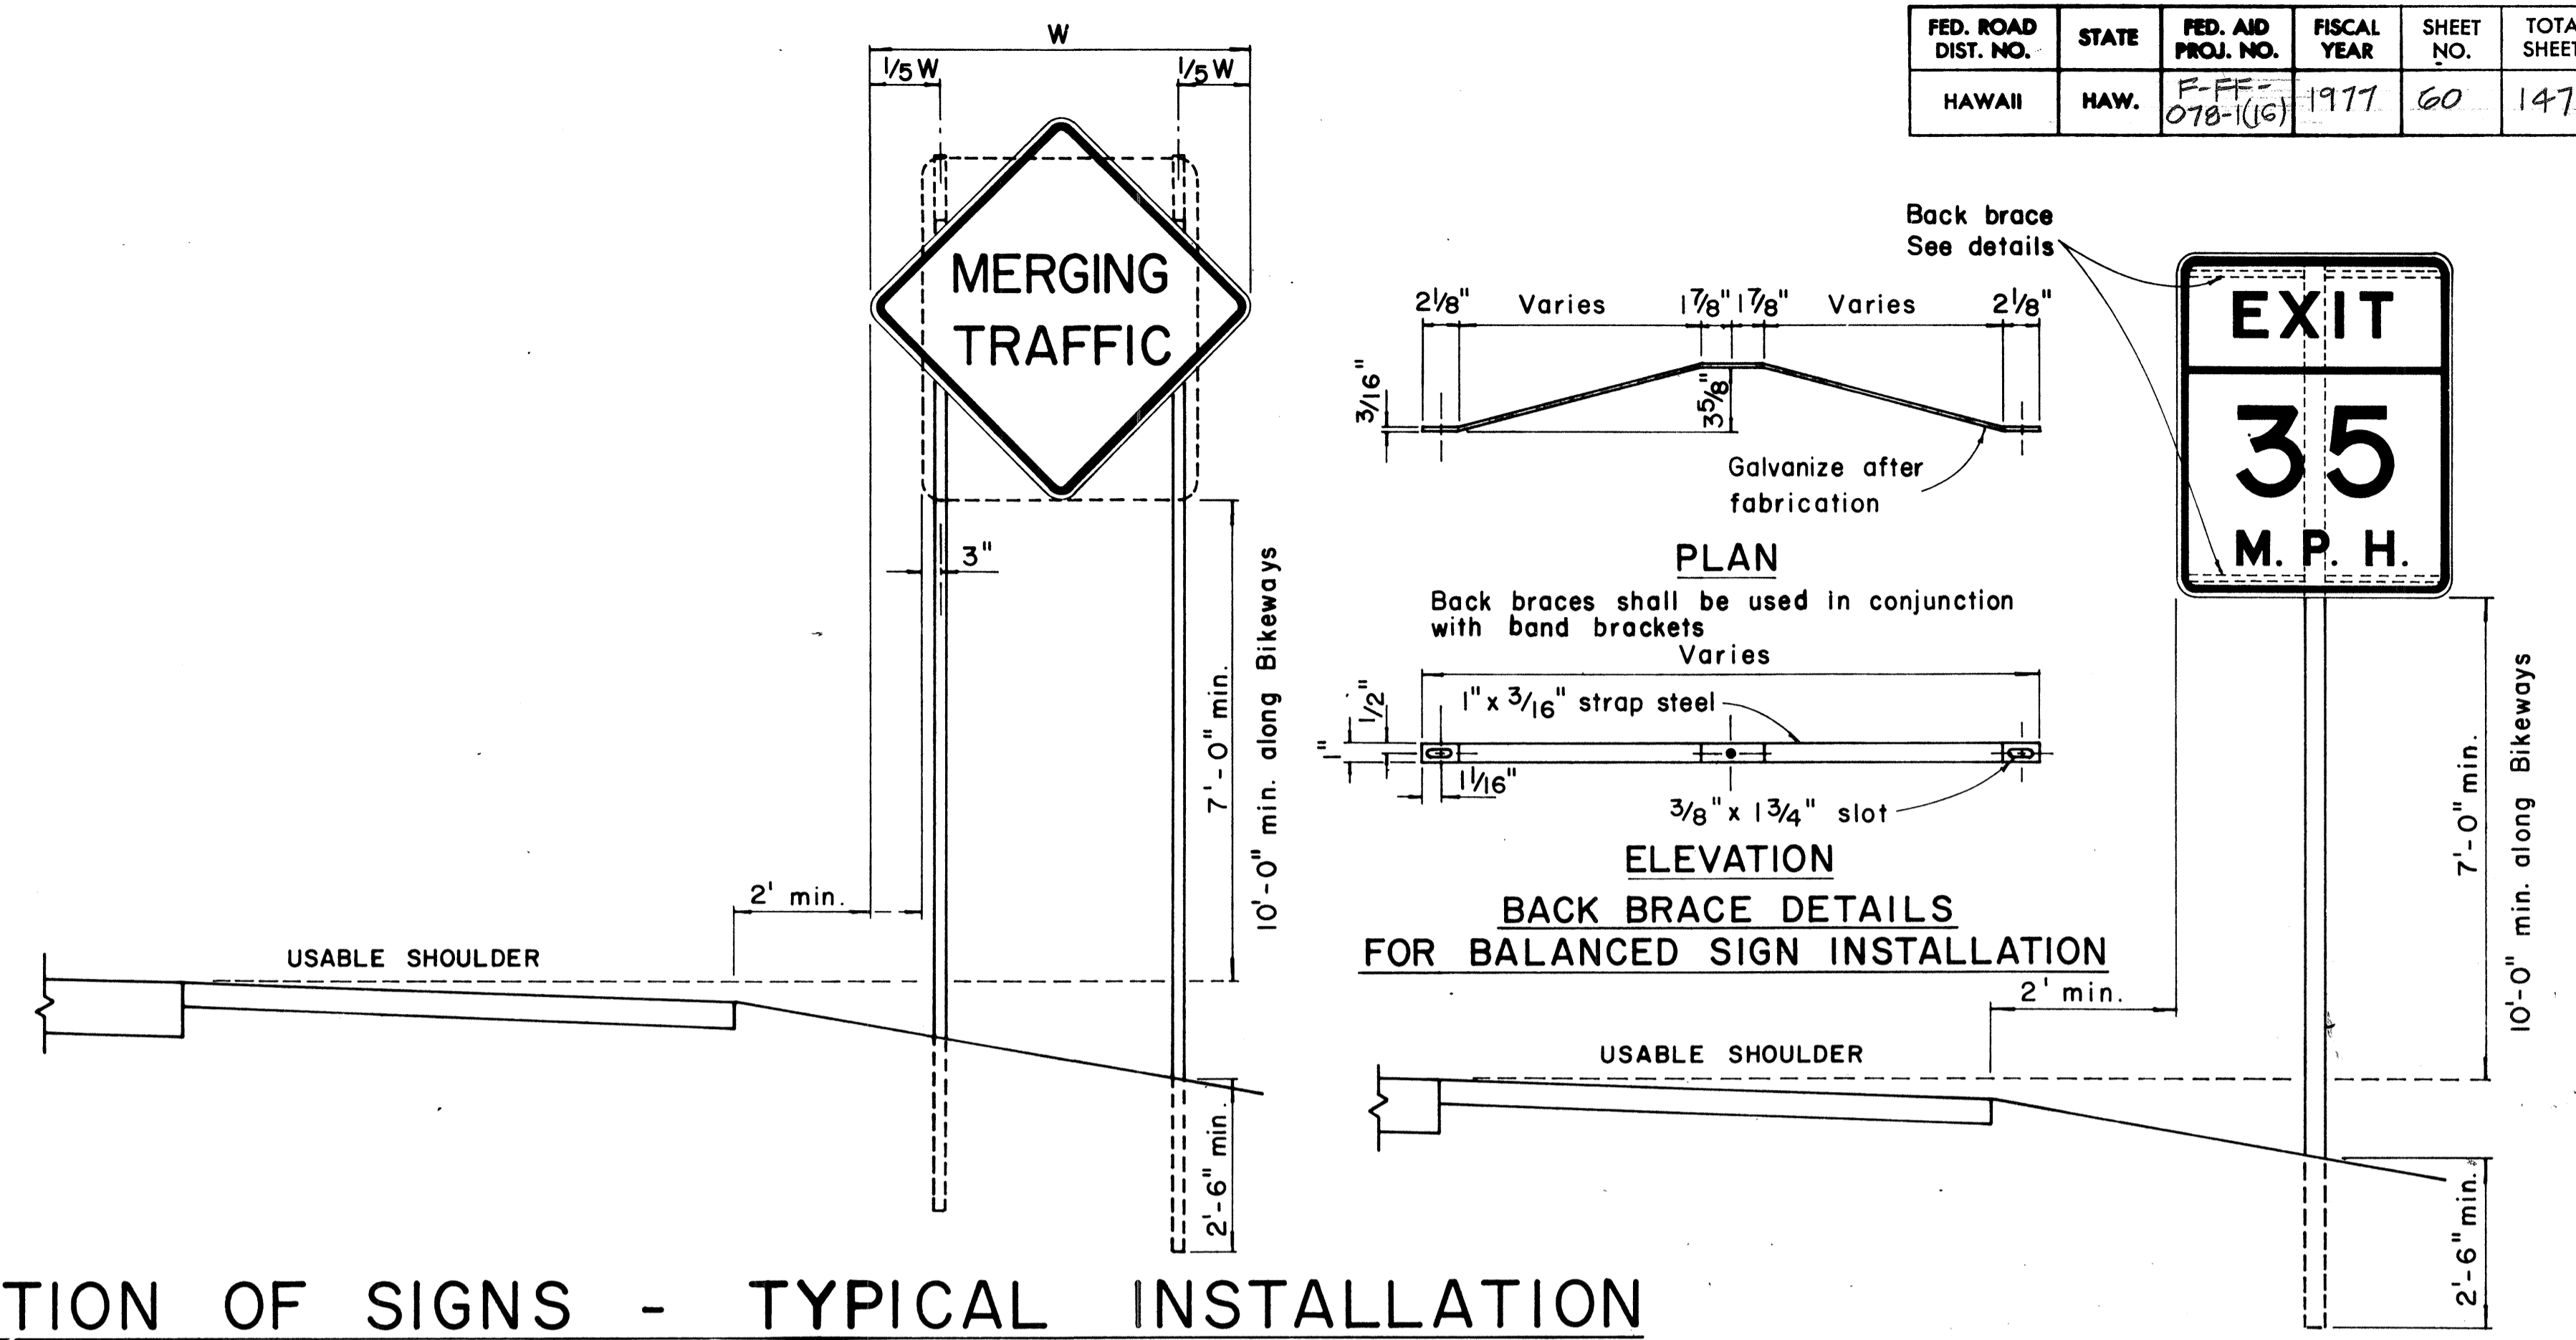 FED. ROAD DIST. NO. STATE FED. AID PROJ. NO. FISCAL YEAR SHEET NO.
HAWAII HAW. F-FF-078-1(16) 1977 60 147
W
1/5 W 1/5 W
MERGING
TRAFFIC
3"
7'-0" min.
10'-0" min. along Bikeways
2' min.
USABLE SHOULDER
2'-6" min.
Back brace
See details
2 1/8" Varies 1 7/8" 1 7/8" Varies 2 1/8"
3/16"
3 5/8"
Galvanize after
fabrication
PLAN
Back braces shall be used in conjunction
with band brackets
Varies
1/2"
1" x 3/16" strap steel
1"
1 1/16"
3/8" x 1 3/4" slot
ELEVATION
BACK BRACE DETAILS
FOR BALANCED SIGN INSTALLATION
EXIT
35
M. P. H.
7'-0" min.
10'-0" min. along Bikeways
2' min.
USABLE SHOULDER
2'-6" min.
TION OF SIGNS - TYPICAL INSTALLATION